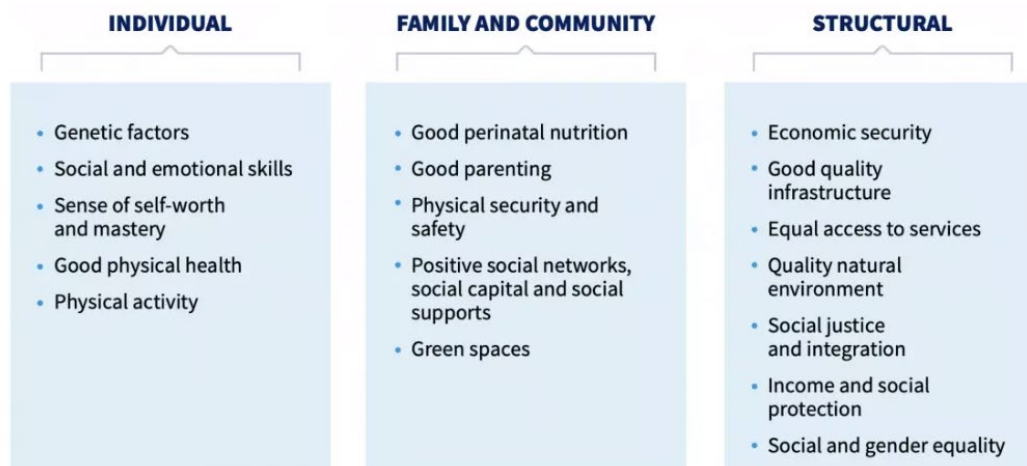 INDIVIDUAL
• Genetic factors
• Social and emotional skills
• Sense of self-worth
and mastery
• Good physical health
• Physical activity
FAMILY AND COMMUNITY
• Good perinatal nutrition
• Good parenting
• Physical security and
safety
• Positive social networks,
social capital and social
supports
• Green spaces
STRUCTURAL
• Economic security
• Good quality
infrastructure
• Equal access to services
• Quality natural
environment
• Social justice
and integration
• Income and social
protection
• Social and gender equality